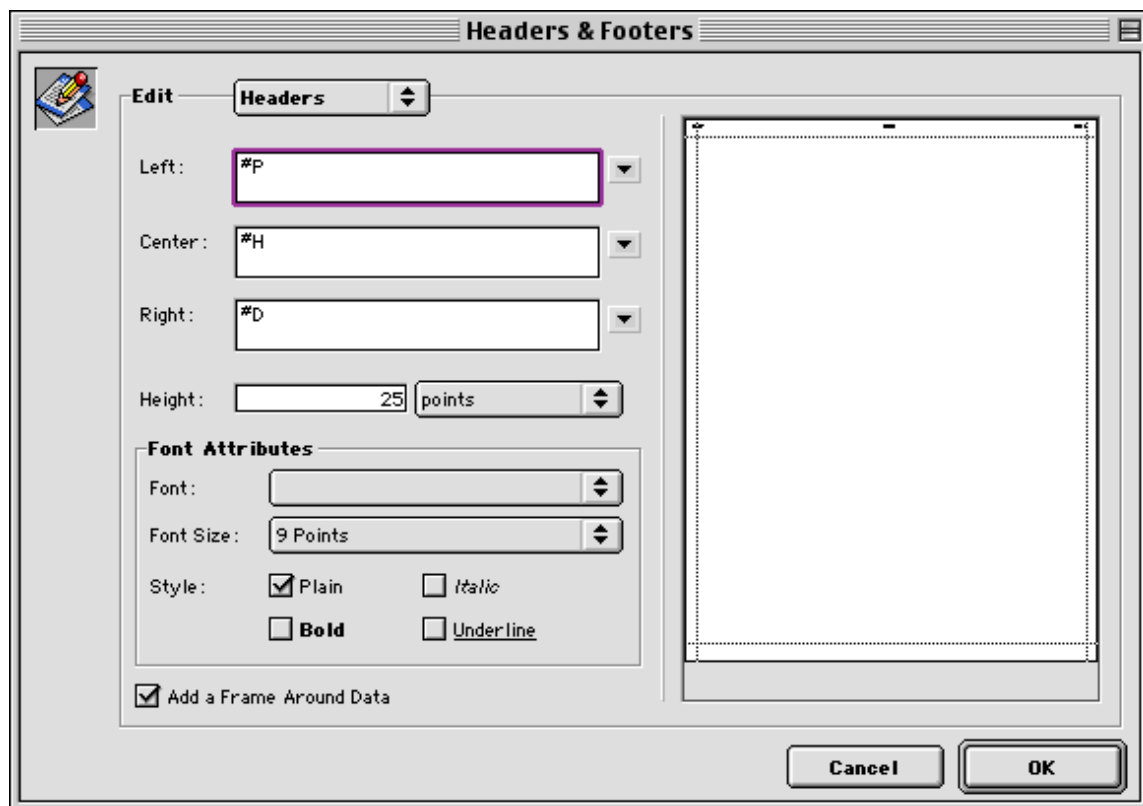 Headers & Footers
Edit Headers
Left: #P
Center: #H
Right: #D
Height: 25 points
Font Attributes
Font:
Font Size: 9 Points
Style: Plain Italic
Bold Underline
Add a Frame Around Data
Cancel OK